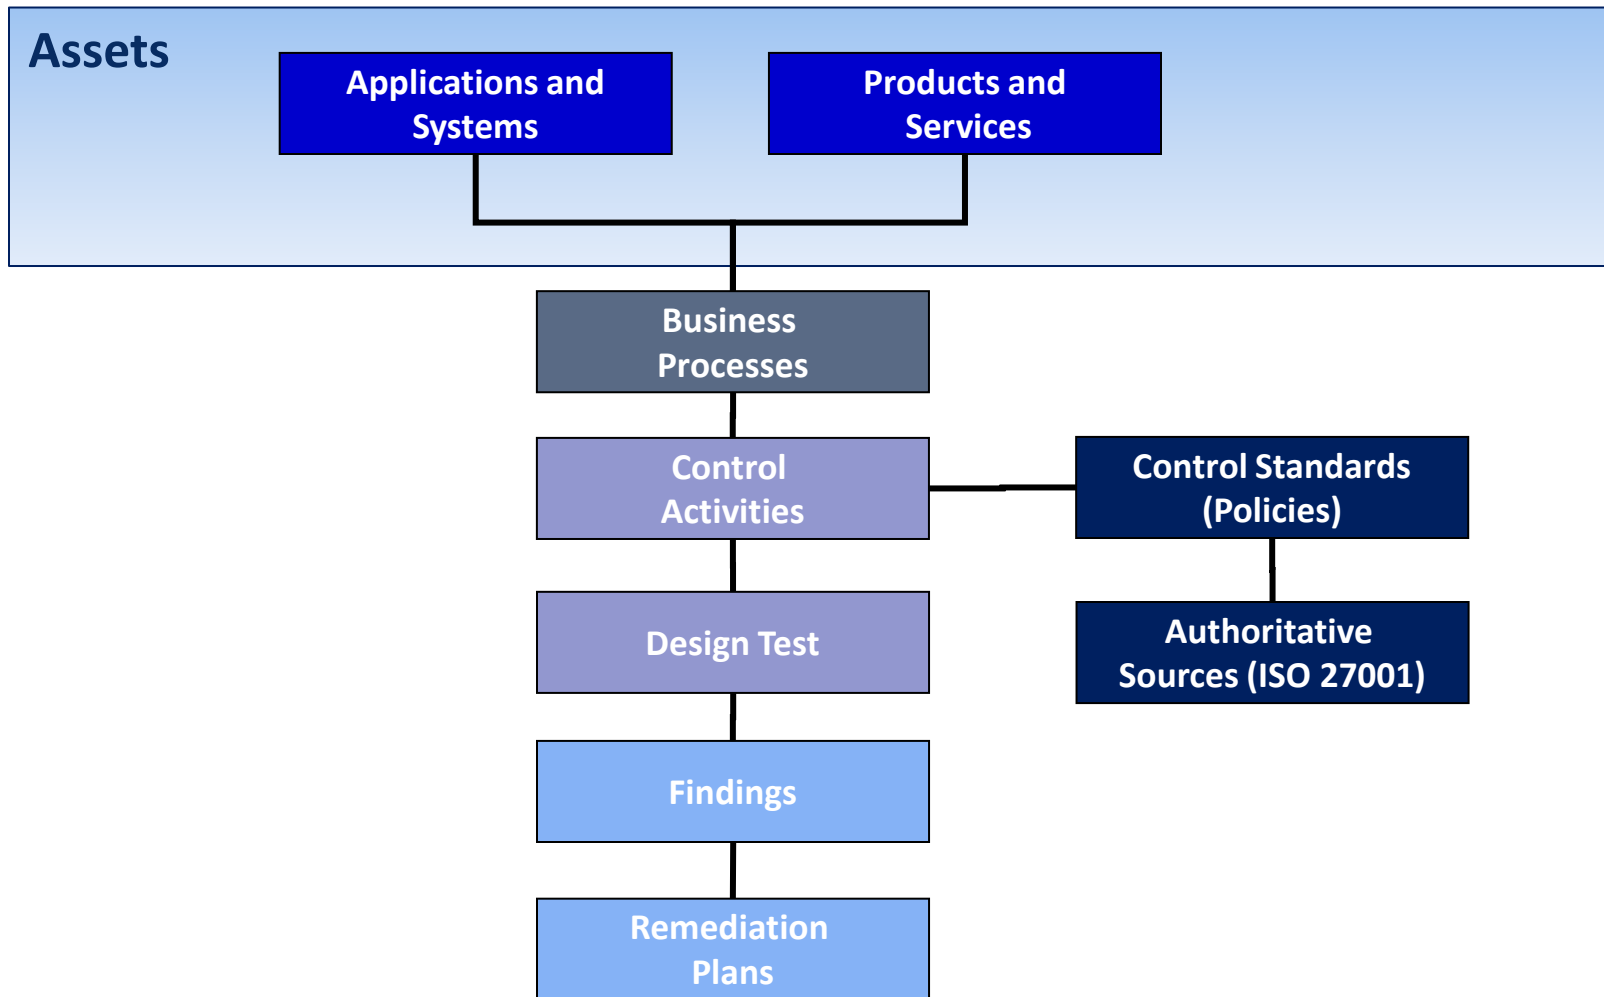 Assets
Applications and
Systems
Products and
Services
Business
Processes
Control
Activities
Control Standards
(Policies)
Design Test
Authoritative
Sources (ISO 27001)
Findings
Remediation
Plans